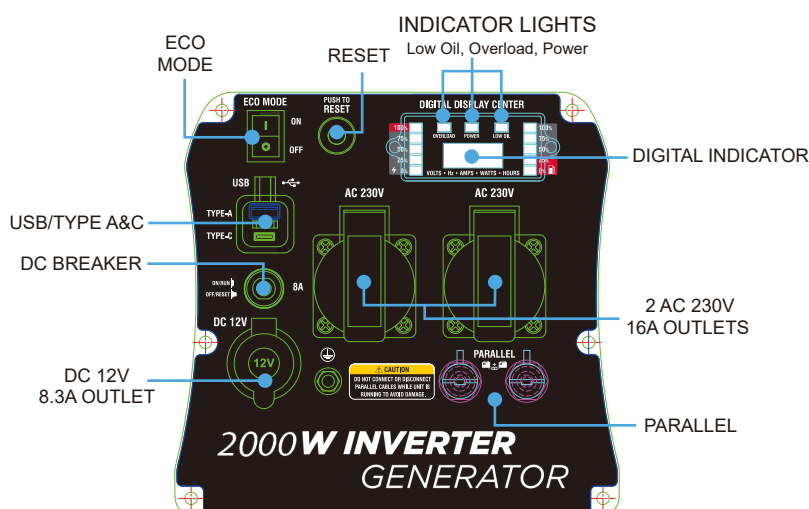 INDICATOR LIGHTS
Low Oil, Overload, Power
ECO
MODE
RESET
ECO MODE
ON
OFF
PUSH TO
RESET
DIGITAL DISPLAY CENTER
100%
75%
50%
25%
0%
OVERLOAD
POWER
LOW OIL
100%
75%
50%
25%
0%
VOLTS • Hz • AMPS • WATTS • HOURS
DIGITAL INDICATOR
USB
TYPE-A
TYPE-C
USB/TYPE A&C
AC 230V
AC 230V
DC BREAKER
ON/RUN
OFF/RESET
8A
2 AC 230V
16A OUTLETS
DC 12V
12V
DC 12V
8.3A OUTLET
⚠ CAUTION
DO NOT CONNECT OR DISCONNECT
PARALLEL CABLES WHILE UNIT IS
RUNNING TO AVOID DAMAGE.
PARALLEL
PARALLEL
2000W INVERTER
GENERATOR